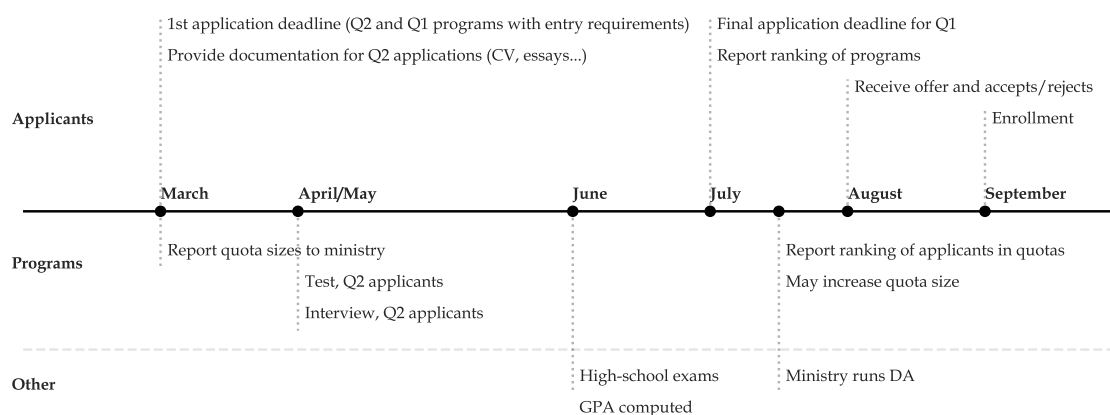 1st application deadline (Q2 and Q1 programs with entry requirements)
Final application deadline for Q1
Provide documentation for Q2 applications (CV, essays...)
Report ranking of programs
Receive offer and accepts/rejects
Applicants
Enrollment
March
April/May
June
July
August
September
Report quota sizes to ministry
Report ranking of applicants in quotas
Programs
Test, Q2 applicants
May increase quota size
Interview, Q2 applicants
High-school exams
Ministry runs DA
Other
GPA computed